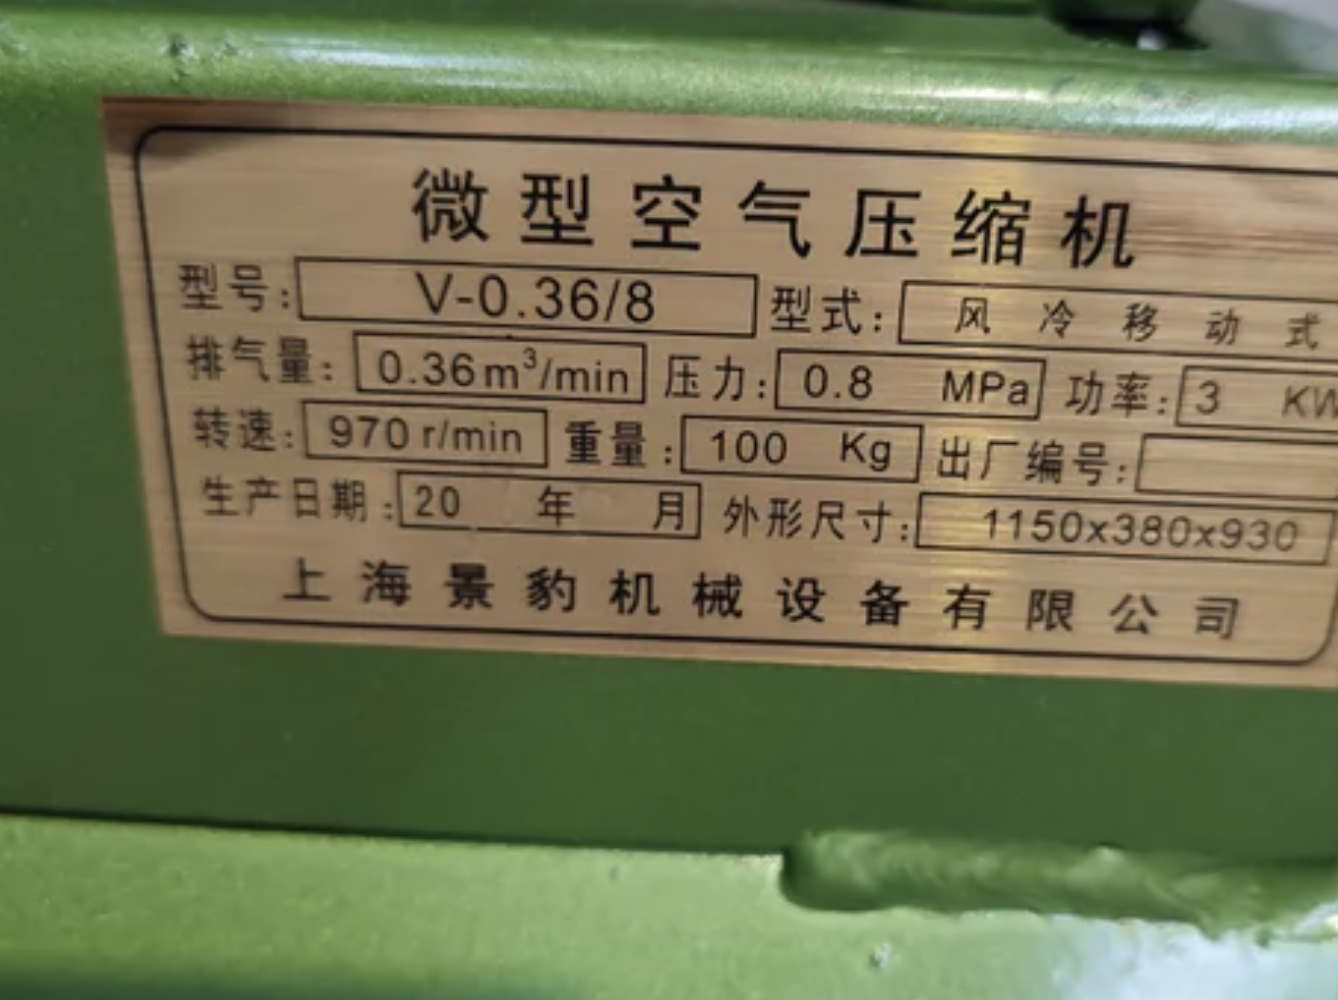 微型空气压缩机
型号: V-0.36/8 型式: 风冷移动式
排气量: 0.36m³/min 压力: 0.8 MPa 功率: 3 KW
转速: 970 r/min 重量: 100 Kg 出厂编号:
生产日期: 20 年 月 外形尺寸: 1150x380x930
上海景豹机械设备有限公司